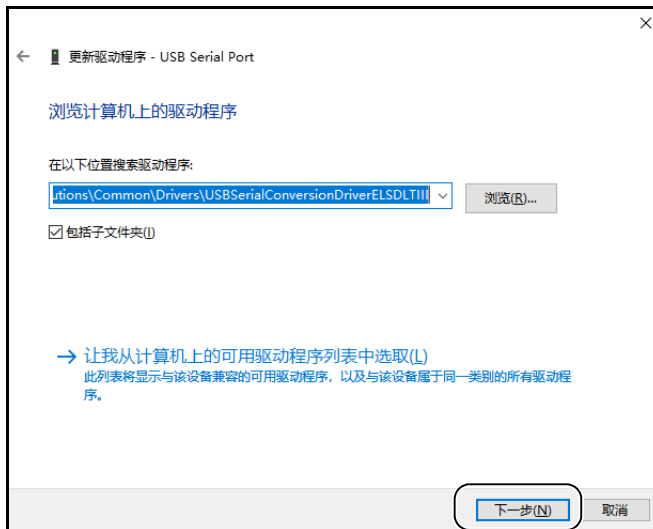 更新驱动程序 - USB Serial Port
浏览计算机上的驱动程序
在以下位置搜索驱动程序:
utions\Common\Drivers\USBSerialConversionDriverELSDLTIII
浏览(R)...
包括子文件夹(I)
让我从计算机上的可用驱动程序列表中选取(L)
此列表将显示与该设备兼容的可用驱动程序，以及与该设备属于同一类别的所有驱动程
序。
下一步(N)
取消